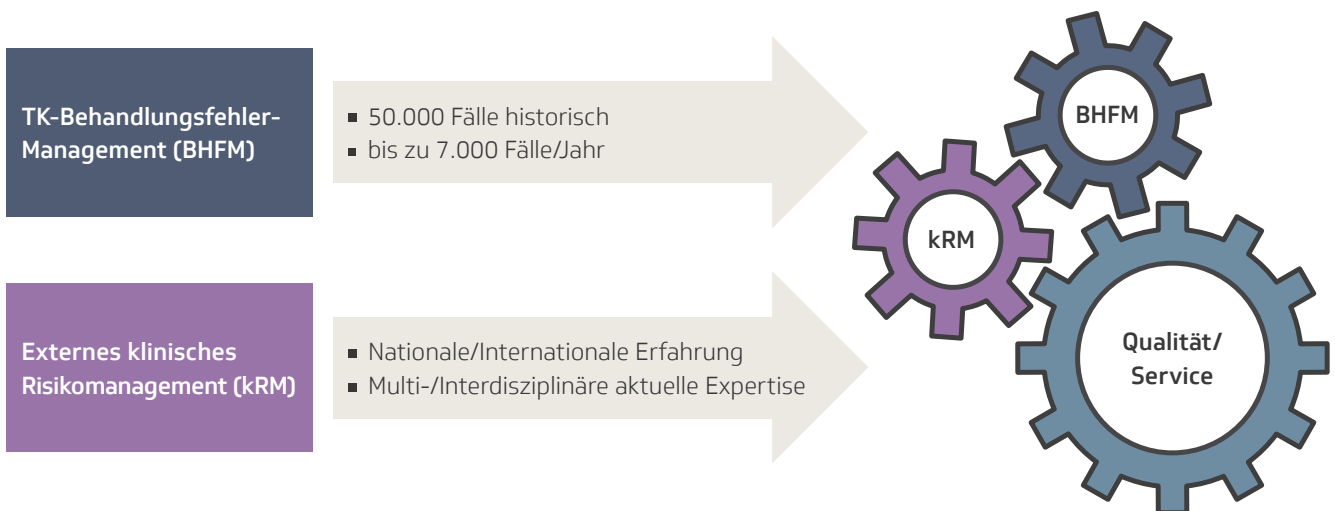 TK-Behandlungsfehler-
Management (BHFM)
▪ 50.000 Fälle historisch
▪ bis zu 7.000 Fälle/Jahr
Externes klinisches
Risikomanagement (kRM)
▪ Nationale/Internationale Erfahrung
▪ Multi-/Interdisziplinäre aktuelle Expertise
BHFM
kRM
Qualität/
Service